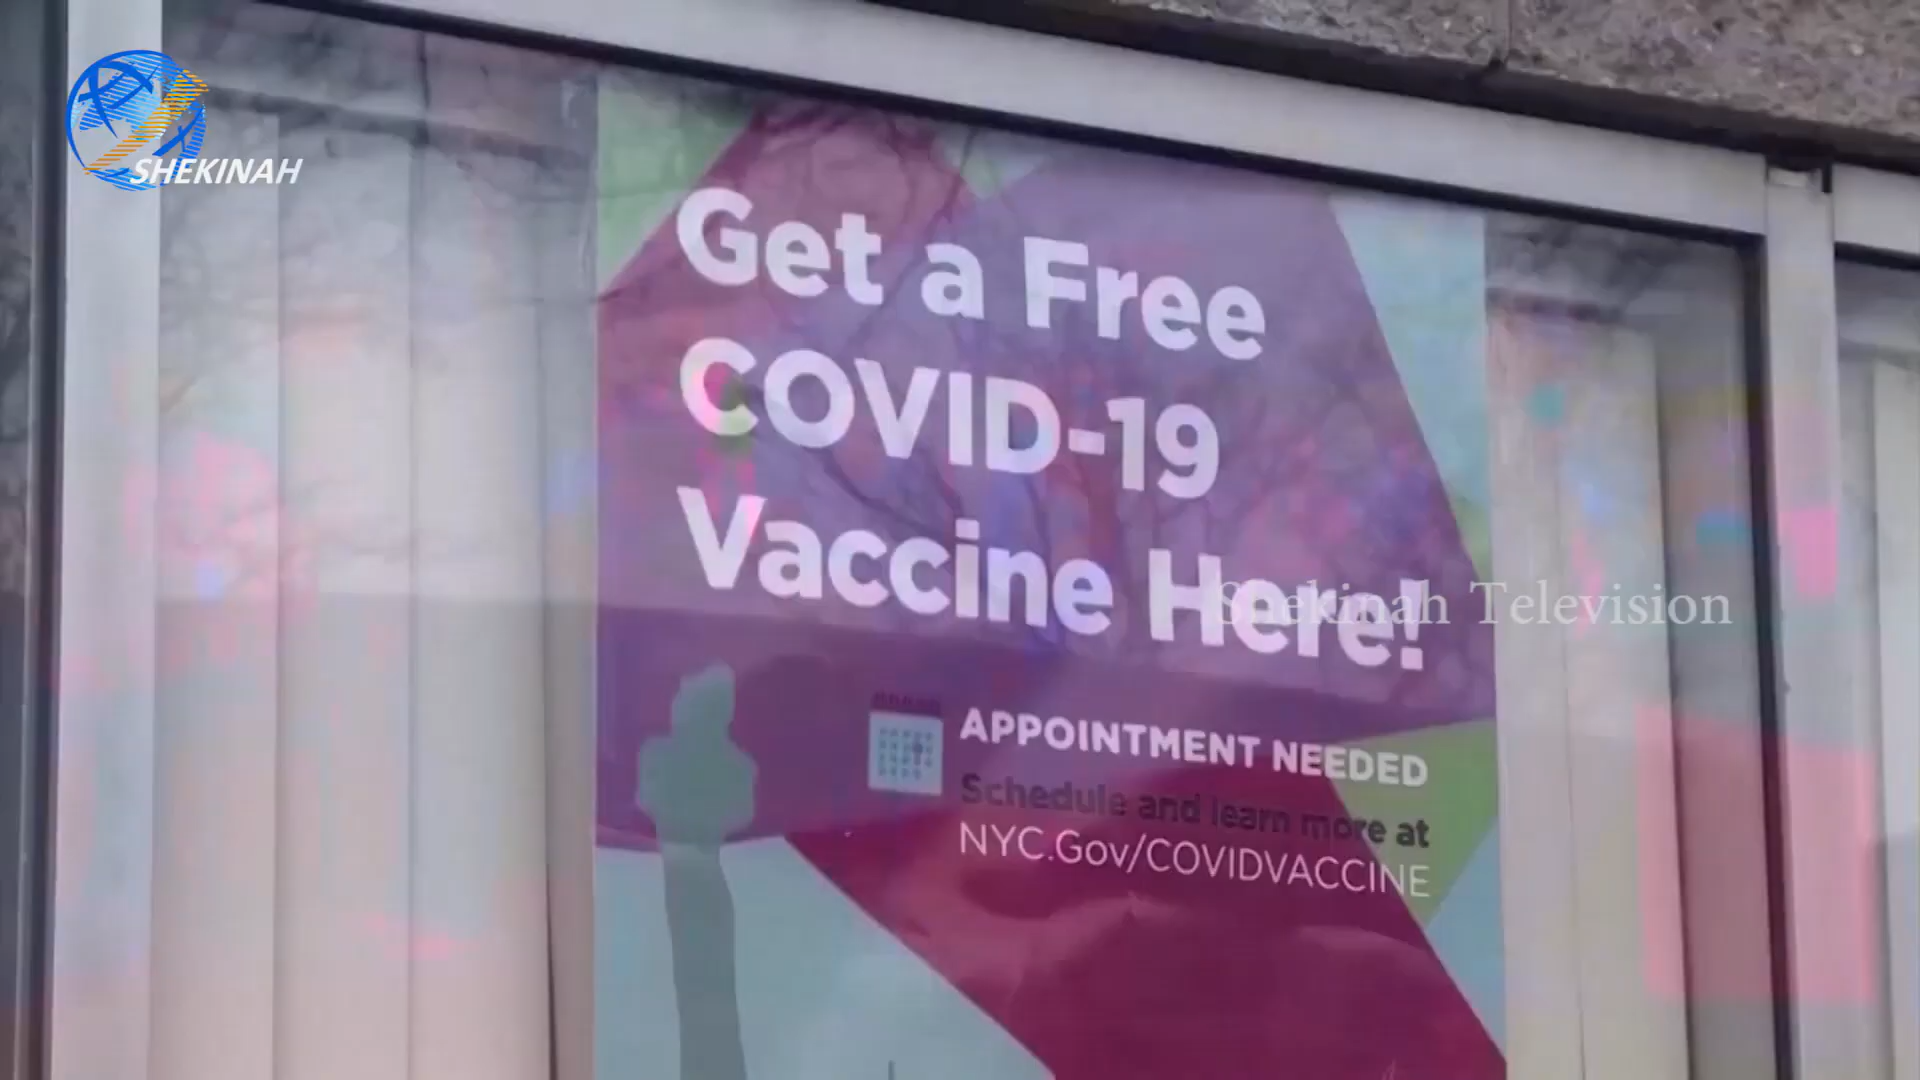 SHEKINAH
Get a Free
COVID-19
Vaccine Here!
Shekinah Television
APPOINTMENT NEEDED
Schedule and learn more at
NYC.Gov/COVIDVACCINE